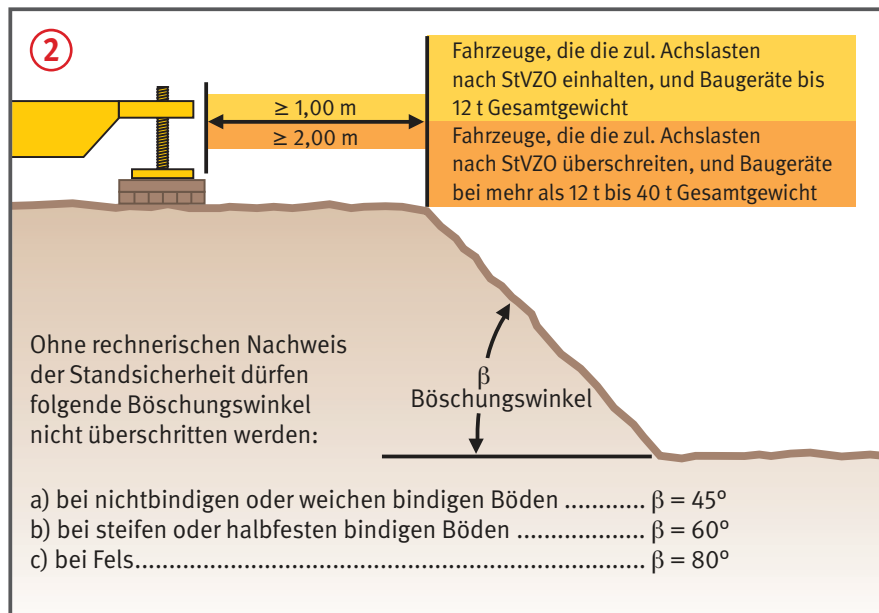 2
Fahrzeuge, die die zul. Achslasten
nach StVZO einhalten, und Baugeräte bis
12 t Gesamtgewicht
≥ 1,00 m
≥ 2,00 m
Fahrzeuge, die die zul. Achslasten
nach StVZO überschreiten, und Baugeräte
bei mehr als 12 t bis 40 t Gesamtgewicht
Ohne rechnerischen Nachweis
der Standsicherheit dürfen
folgende Böschungswinkel
nicht überschritten werden:
β
Böschungswinkel
a) bei nichtbindigen oder weichen bindigen Böden ............ β = 45°
b) bei steifen oder halbfesten bindigen Böden ................... β = 60°
c) bei Fels............................................................................ β = 80°